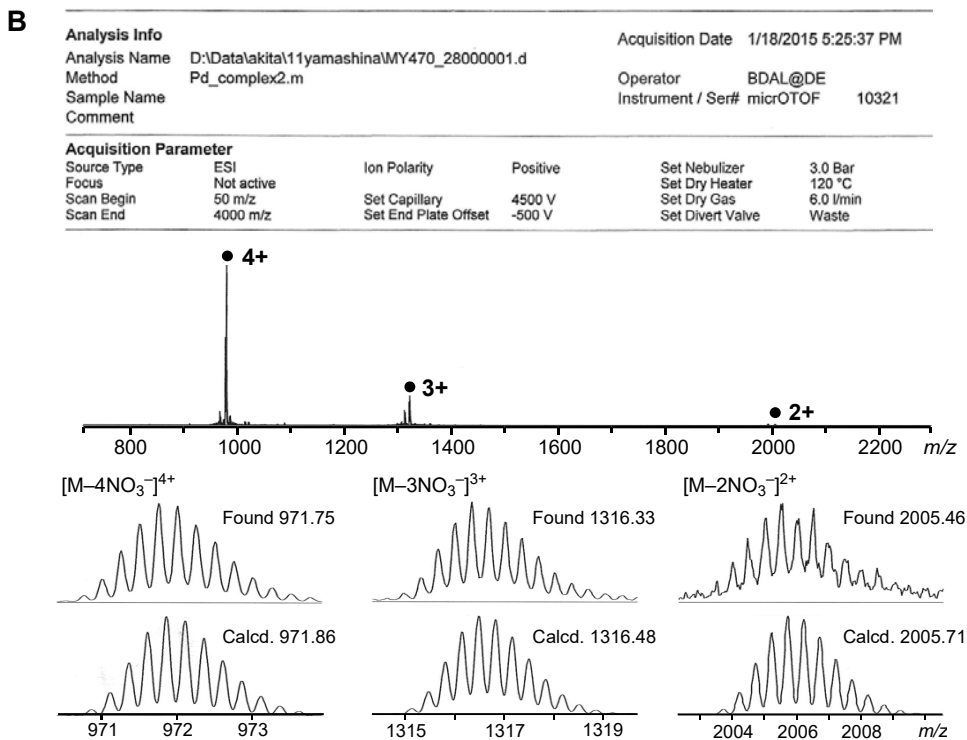 B
Analysis Info
Acquisition Date 1/18/2015 5:25:37 PM
Analysis Name D:\Data\akita\11yamashina\MY470_28000001.d
Method Pd_complex2.m
Operator BDAL@DE
Sample Name
Instrument / Ser# micrOTOF 10321
Comment
Acquisition Parameter
Source Type ESI Ion Polarity Positive Set Nebulizer 3.0 Bar
Focus Not active Set Dry Heater 120 °C
Scan Begin 50 m/z Set Capillary 4500 V Set Dry Gas 6.0 l/min
Scan End 4000 m/z Set End Plate Offset -500 V Set Divert Valve Waste
● 4+
● 3+
● 2+
800 1000 1200 1400 1600 1800 2000 2200 m/z
[M–4NO₃⁻]⁴⁺ [M–3NO₃⁻]³⁺ [M–2NO₃⁻]²⁺
Found 971.75 Found 1316.33 Found 2005.46
Calcd. 971.86 Calcd. 1316.48 Calcd. 2005.71
971 972 973 1315 1317 1319 2004 2006 2008 m/z